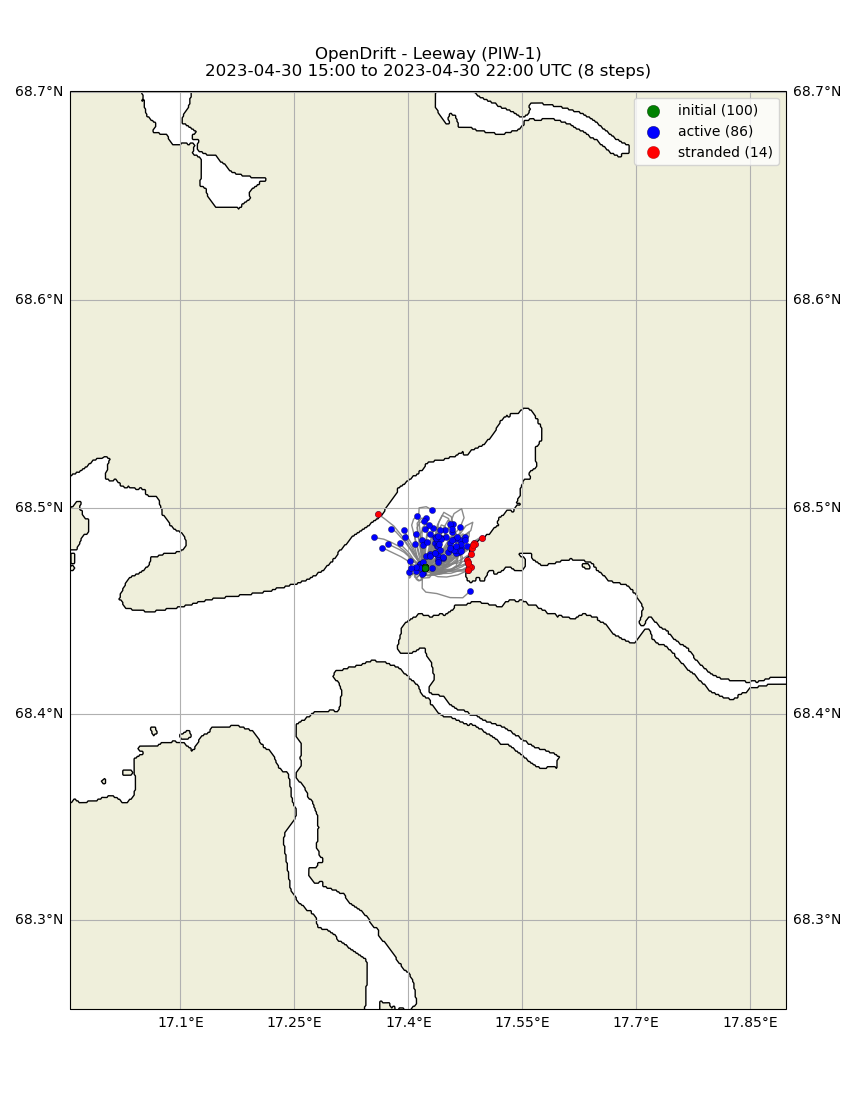 OpenDrift - Leeway (PIW-1)
2023-04-30 15:00 to 2023-04-30 22:00 UTC (8 steps)
68.7°N
68.7°N
initial (100)
active (86)
stranded (14)
68.6°N
68.6°N
68.5°N
68.5°N
68.4°N
68.4°N
68.3°N
68.3°N
17.1°E
17.25°E
17.4°E
17.55°E
17.7°E
17.85°E